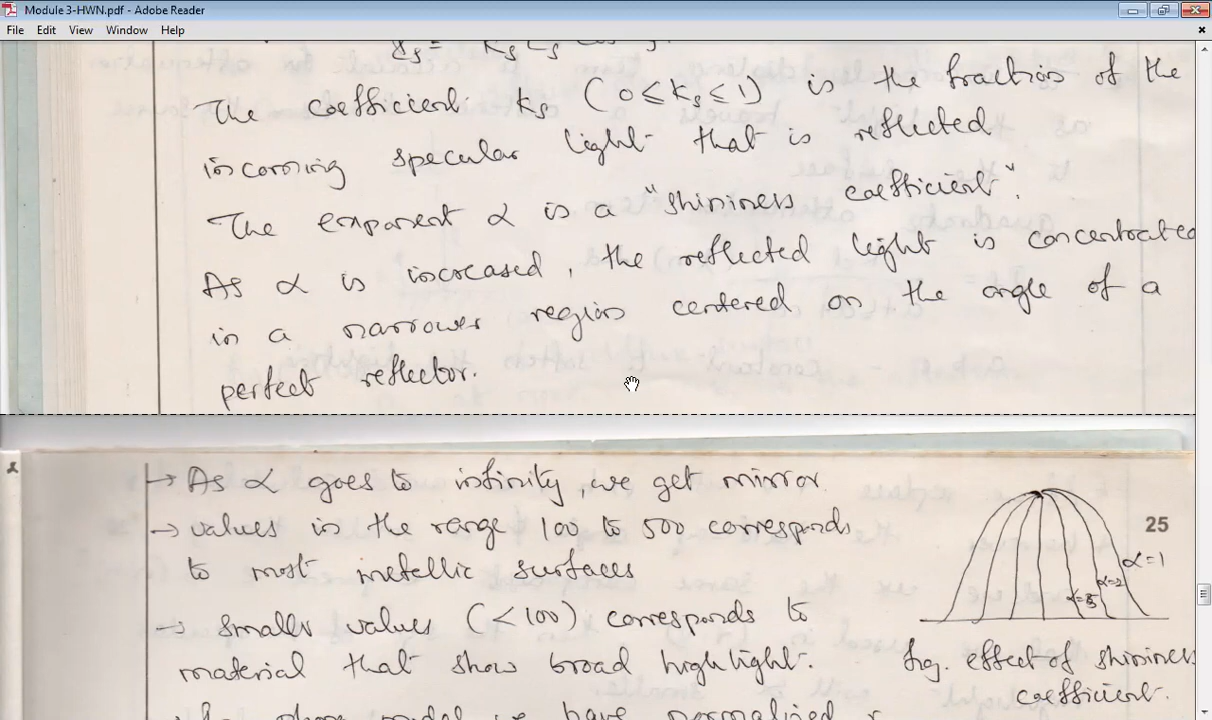 Module 3-HWN.pdf - Adobe Reader
File Edit View Window Help
The coefficient ks (0 ≤ ks ≤ 1) is the fraction of the
incoming specular light that is reflected
The exponent α is a "shininess coefficient".
As α is increased, the reflected light is concentrated
in a narrower region centered on the angle of a
perfect reflector.
→ As α goes to infinity, we get mirror.
→ values in the range 100 to 500 corresponds
to most metallic surfaces
→ smaller values (<100) corresponds to
material that show broad highlight.
25
α=1
α=2
α=5
fig. effect of shininess
coefficient.